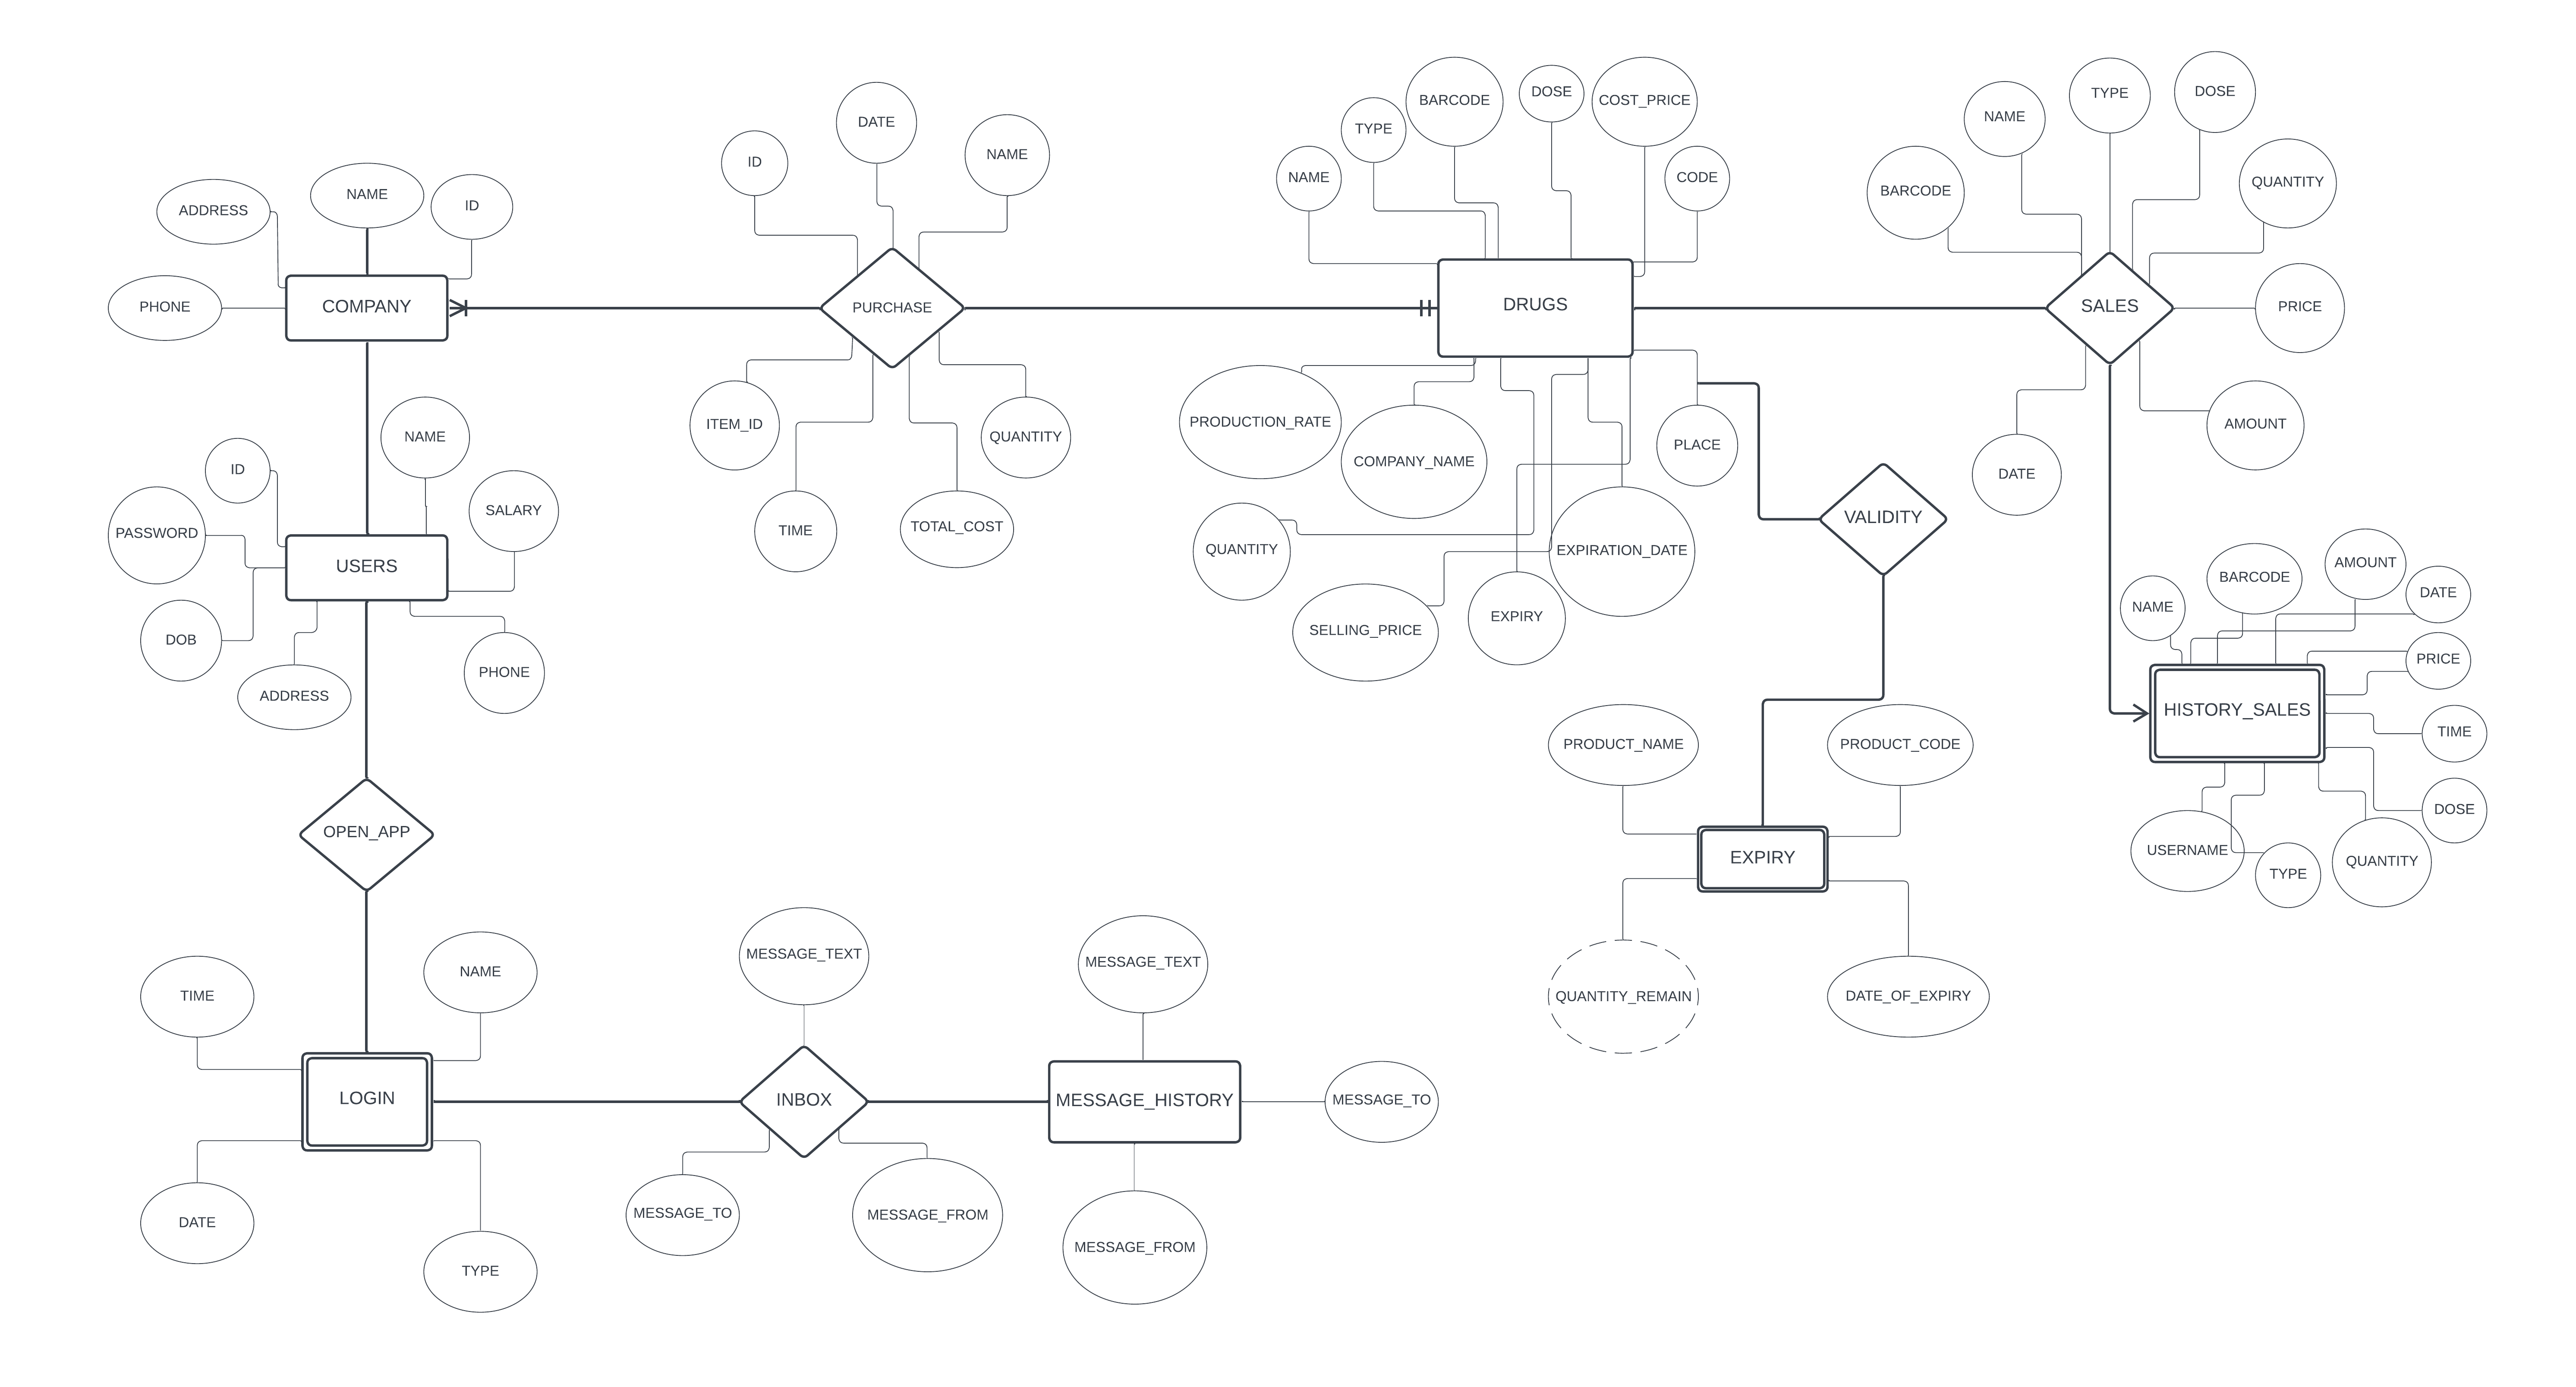 ADDRESS
NAME
ID
PHONE
COMPANY
ID
DATE
NAME
PURCHASE
ITEM_ID
TIME
TOTAL_COST
QUANTITY
NAME
TYPE
BARCODE
DOSE
COST_PRICE
CODE
DRUGS
PRODUCTION_RATE
COMPANY_NAME
QUANTITY
SELLING_PRICE
EXPIRY
EXPIRATION_DATE
PLACE
BARCODE
NAME
TYPE
DOSE
QUANTITY
PRICE
SALES
AMOUNT
DATE
VALIDITY
ID
NAME
PASSWORD
SALARY
USERS
DOB
ADDRESS
PHONE
NAME
BARCODE
AMOUNT
DATE
PRICE
HISTORY_SALES
TIME
DOSE
USERNAME
TYPE
QUANTITY
PRODUCT_NAME
PRODUCT_CODE
EXPIRY
QUANTITY_REMAIN
DATE_OF_EXPIRY
OPEN_APP
TIME
NAME
LOGIN
DATE
TYPE
MESSAGE_TEXT
INBOX
MESSAGE_TO
MESSAGE_FROM
MESSAGE_TEXT
MESSAGE_HISTORY
MESSAGE_TO
MESSAGE_FROM